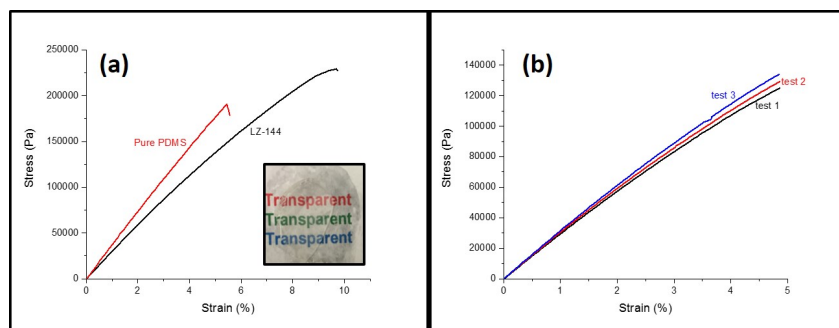 (a)
Stress (Pa)
250000
200000
150000
100000
50000
0
Pure PDMS
LZ-144
Transparent
Transparent
Transparent
0
2
4
6
8
10
Strain (%)
(b)
Stress (Pa)
140000
120000
100000
80000
60000
40000
20000
0
test 3
test 2
test 1
0
1
2
3
4
5
Strain (%)